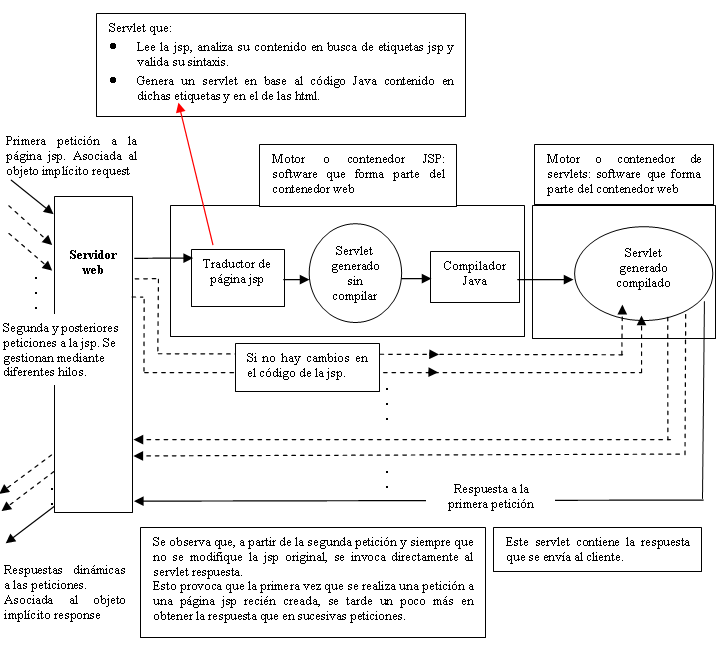 Servlet que:
● Lee la jsp, analiza su contenido en busca de etiquetas jsp y
valida su sintaxis.
● Genera un servlet en base al código Java contenido en
dichas etiquetas y en el de las html.
Primera petición a la
página jsp. Asociada al
objeto implícito request
Motor o contenedor JSP:
software que forma parte del
contenedor web
Motor o contenedor de
servlets: software que forma
parte del contenedor web
Servidor
web
Traductor de
página jsp
Servlet
generado
sin
compilar
Compilador
Java
Servlet
generado
compilado
Segunda y posteriores
peticiones a la jsp. Se
gestionan mediante
diferentes hilos.
Si no hay cambios en
el código de la jsp.
Respuesta a la
primera petición
Se observa que, a partir de la segunda petición y siempre que
no se modifique la jsp original, se invoca directamente al
servlet respuesta.
Esto provoca que la primera vez que se realiza una petición a
una página jsp recién creada, se tarde un poco más en
obtener la respuesta que en sucesivas peticiones.
Este servlet contiene la respuesta
que se envía al cliente.
Respuestas dinámicas
a las peticiones.
Asociada al objeto
implícito response